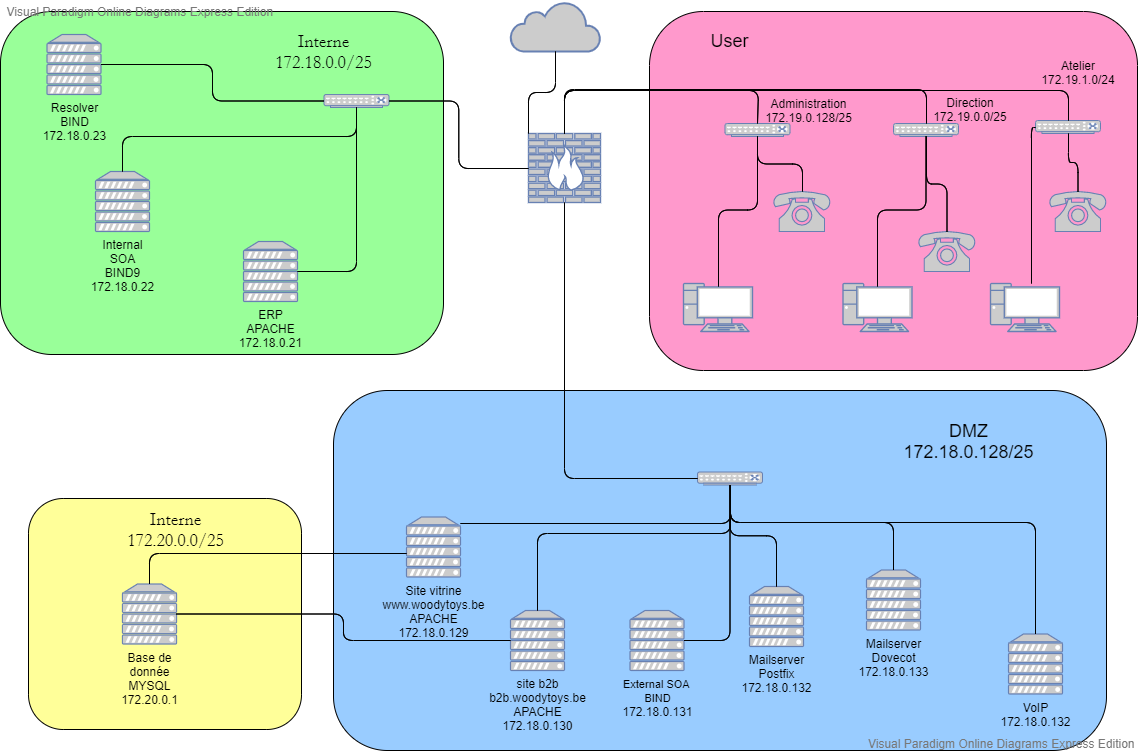 Visual Paradigm Online Diagrams Express Edition
Interne
172.18.0.0/25
Resolver
BIND
172.18.0.23
Internal
SOA
BIND9
172.18.0.22
ERP
APACHE
172.18.0.21
User
Administration
172.19.0.128/25
Direction
172.19.0.0/25
Atelier
172.19.1.0/24
DMZ
172.18.0.128/25
Interne
172.20.0.0/25
Base de
donnée
MYSQL
172.20.0.1
Site vitrine
www.woodytoys.be
APACHE
172.18.0.129
site b2b
b2b.woodytoys.be
APACHE
172.18.0.130
External SOA
BIND
172.18.0.131
Mailserver
Postfix
172.18.0.132
Mailserver
Dovecot
172.18.0.133
VoIP
172.18.0.132
Visual Paradigm Online Diagrams Express Edition